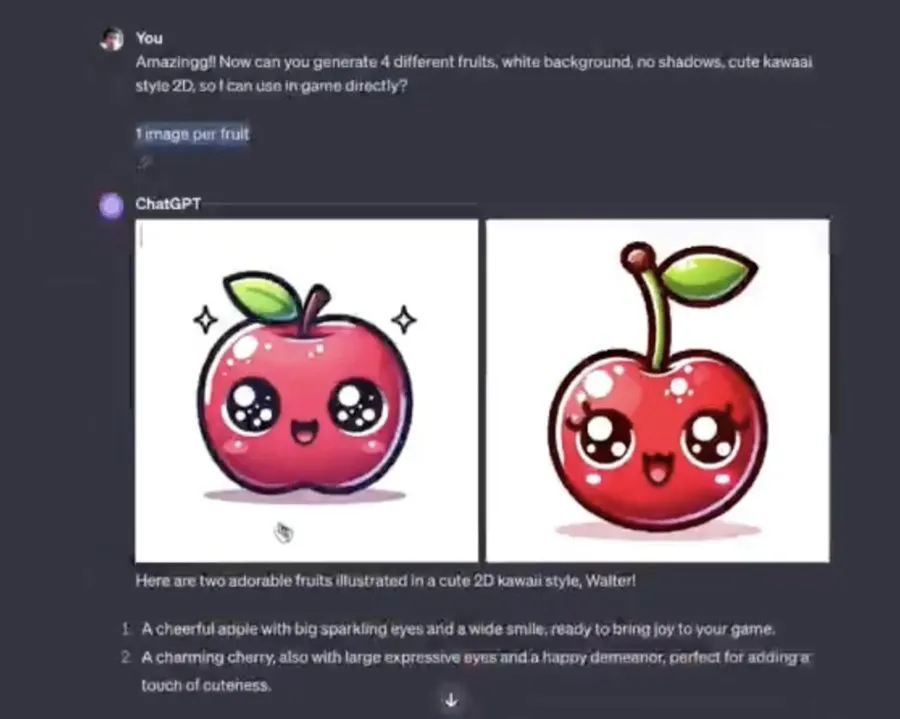 You
Amazingg!! Now can you generate 4 different fruits, white background, no shadows, cute kawaai
style 2D, so I can use in game directly?
1 image per fruit
ChatGPT
Here are two adorable fruits illustrated in a cute 2D kawaii style, Walter!
1. A cheerful apple with big sparkling eyes and a wide smile, ready to bring joy to your game.
2. A charming cherry, also with large expressive eyes and a happy demeanor, perfect for adding a
touch of cuteness.